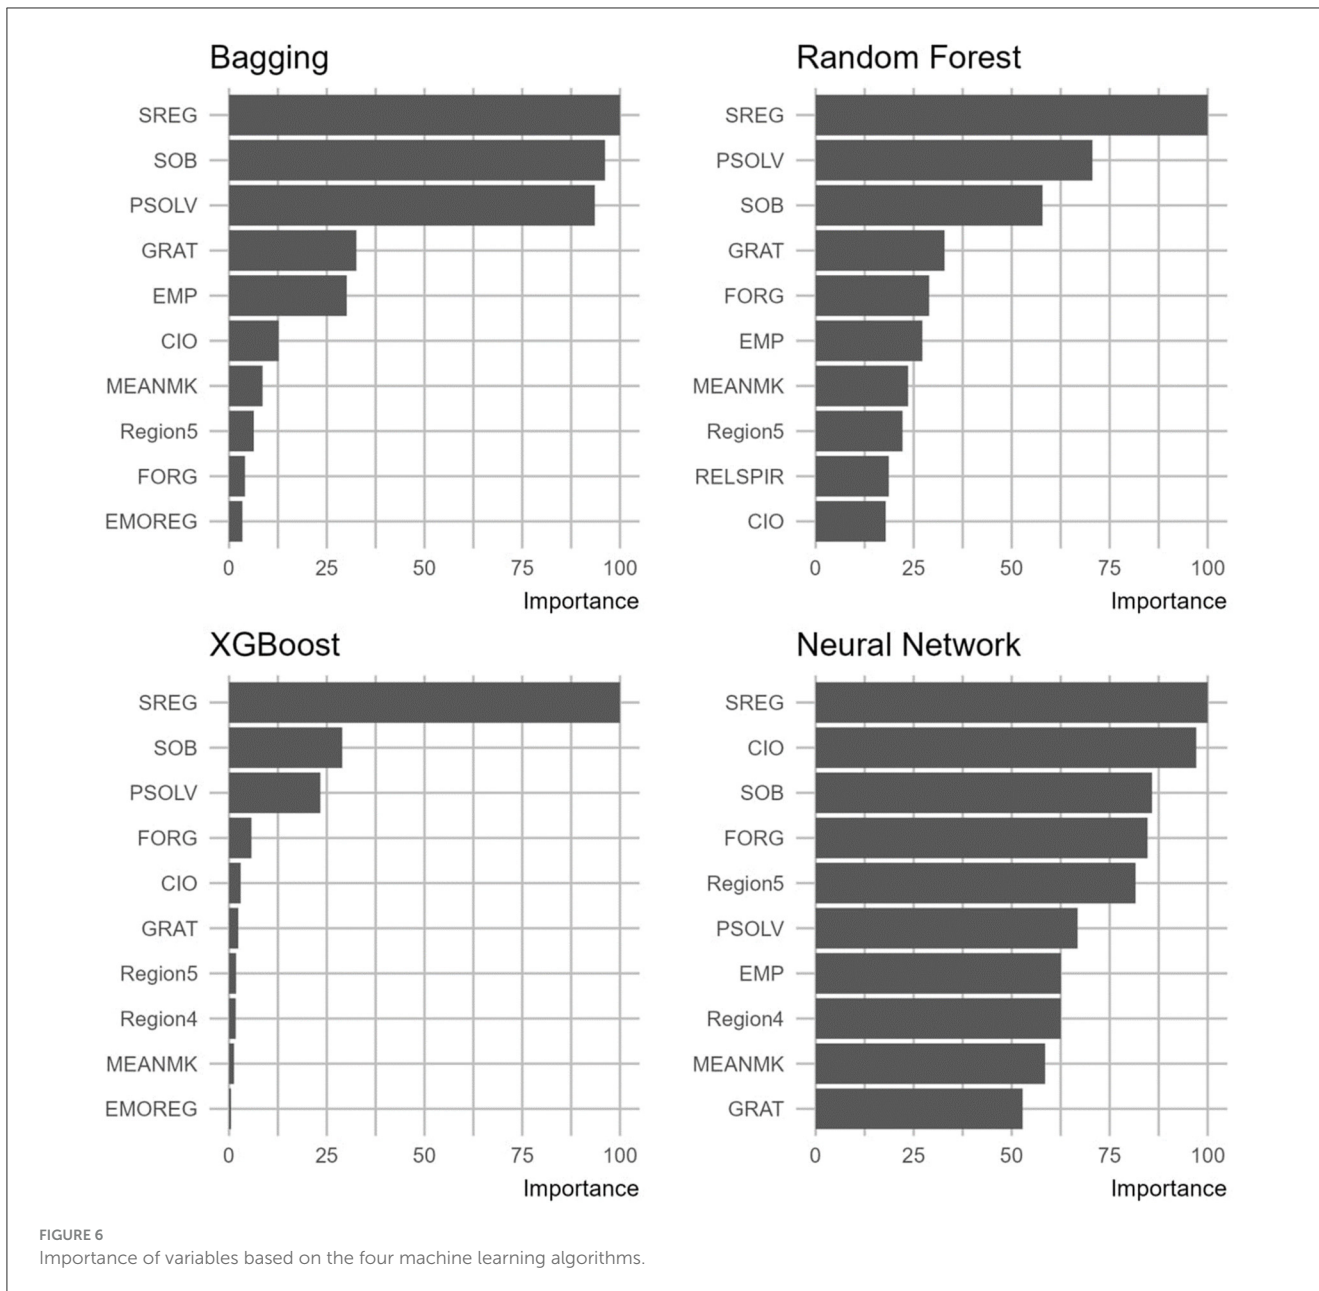 Bagging
SREG
SOB
PSOLV
GRAT
EMP
CIO
MEANMK
Region5
FORG
EMOREG
0 25 50 75 100
Importance
Random Forest
SREG
PSOLV
SOB
GRAT
FORG
EMP
MEANMK
Region5
RELSPIR
CIO
0 25 50 75 100
Importance
XGBoost
SREG
SOB
PSOLV
FORG
CIO
GRAT
Region5
Region4
MEANMK
EMOREG
0 25 50 75 100
Importance
Neural Network
SREG
CIO
SOB
FORG
Region5
PSOLV
EMP
Region4
MEANMK
GRAT
0 25 50 75 100
Importance
FIGURE 6
Importance of variables based on the four machine learning algorithms.